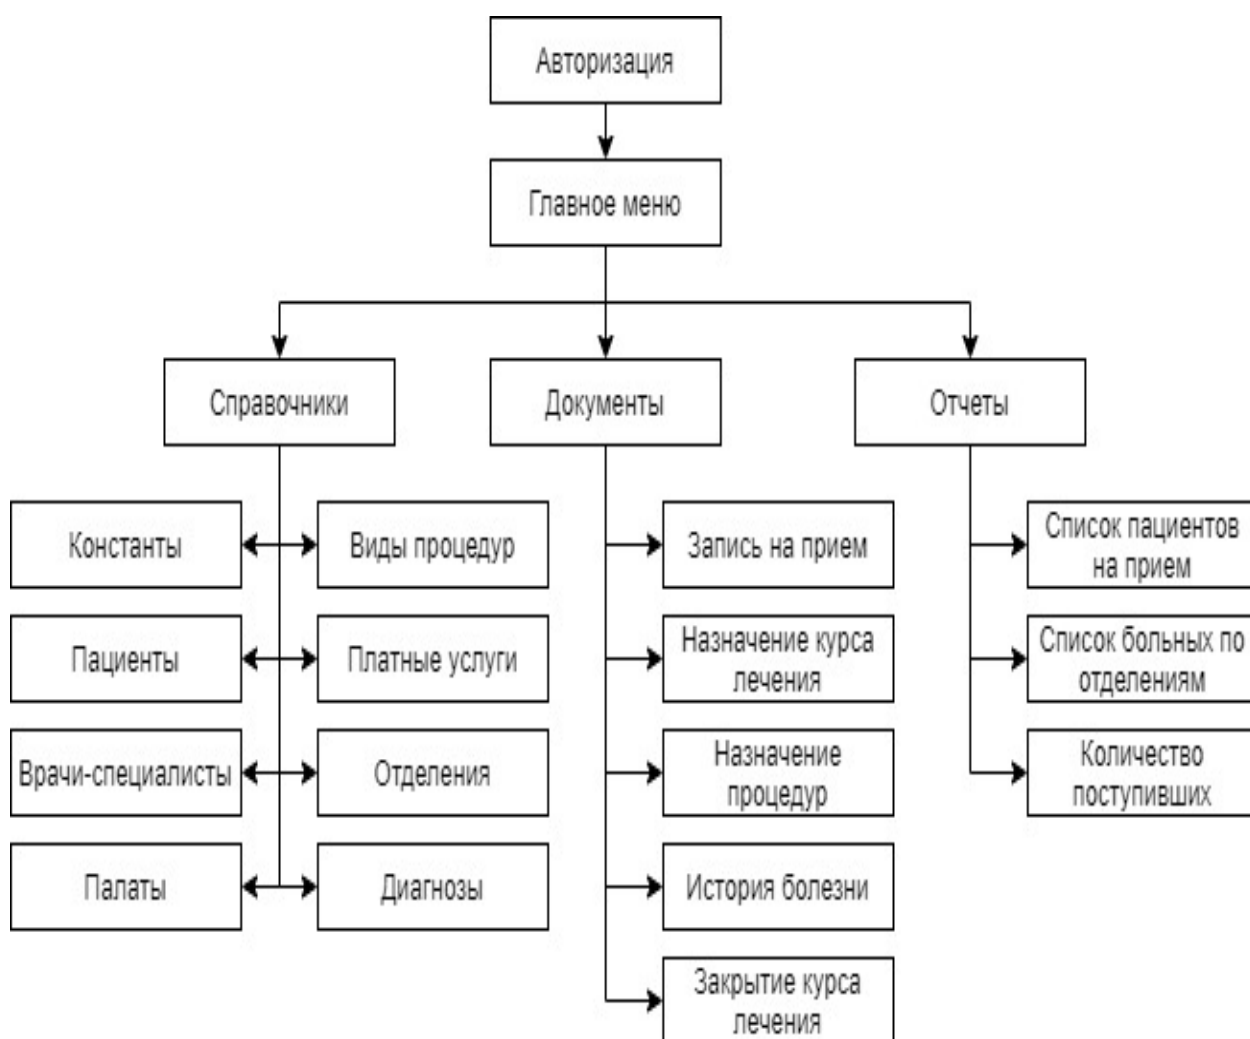 Авторизация
Главное меню
Справочники
Документы
Отчеты
Константы
Виды процедур
Запись на прием
Список пациентов
на прием
Пациенты
Платные услуги
Назначение курса
лечения
Список больных по
отделениям
Врачи-специалисты
Отделения
Назначение
процедур
Количество
поступивших
Палаты
Диагнозы
История болезни
Закрытие курса
лечения